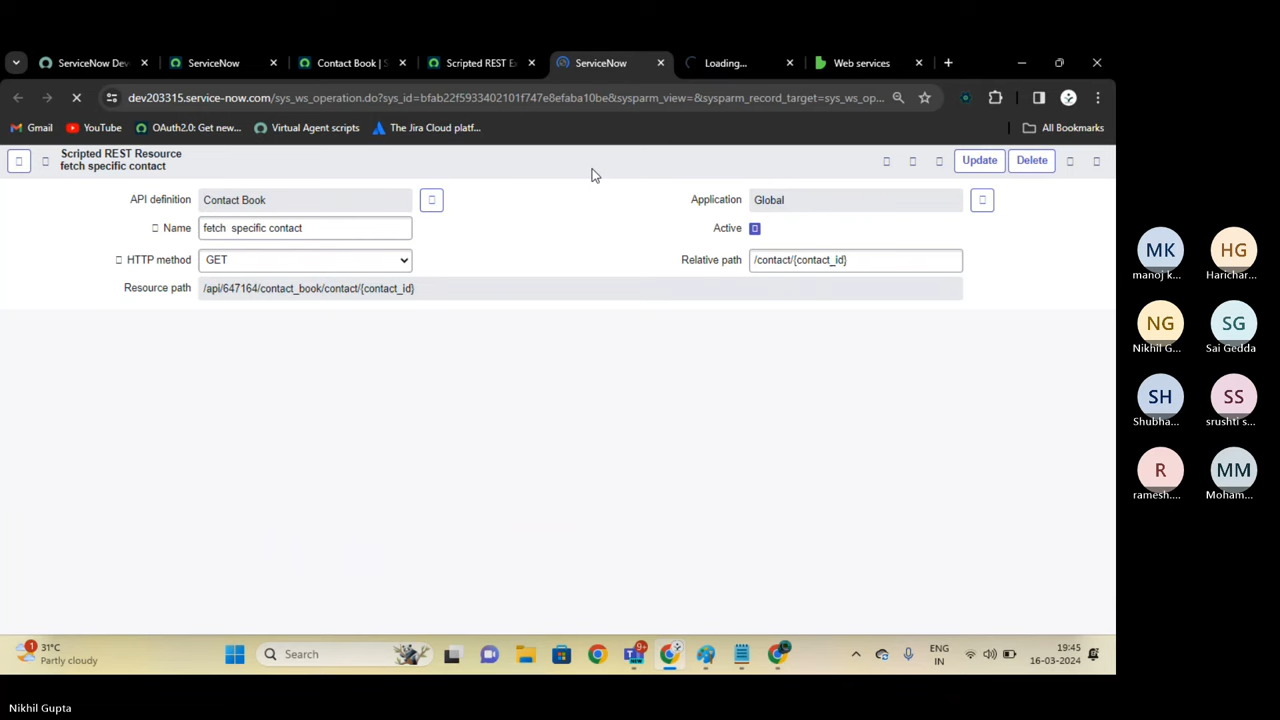 ServiceNow Dev
ServiceNow
Contact Book | S
Scripted REST Ex
ServiceNow
Loading...
Web services
dev203315.service-now.com/sys_ws_operation.do?sys_id=bfab22f5933402101f747e8efaba10be&sysparm_view=&sysparm_record_target=sys_ws_op...
Gmail
YouTube
OAuth2.0: Get new...
Virtual Agent scripts
The Jira Cloud platf...
All Bookmarks
Scripted REST Resource
fetch specific contact
Update
Delete
API definition
Contact Book
Application
Global
Name
fetch specific contact
Active
HTTP method
GET
Relative path
/contact/{contact_id}
Resource path
/api/647164/contact_book/contact/{contact_id}
MK
manoj k...
HG
Harichar...
NG
Nikhil G...
SG
Sai Gedda
SH
Shubha...
SS
srushti s...
R
ramesh....
MM
Moham...
1
31°C
Partly cloudy
Search
9+
NEW
ENG
IN
19:45
16-03-2024
Nikhil Gupta